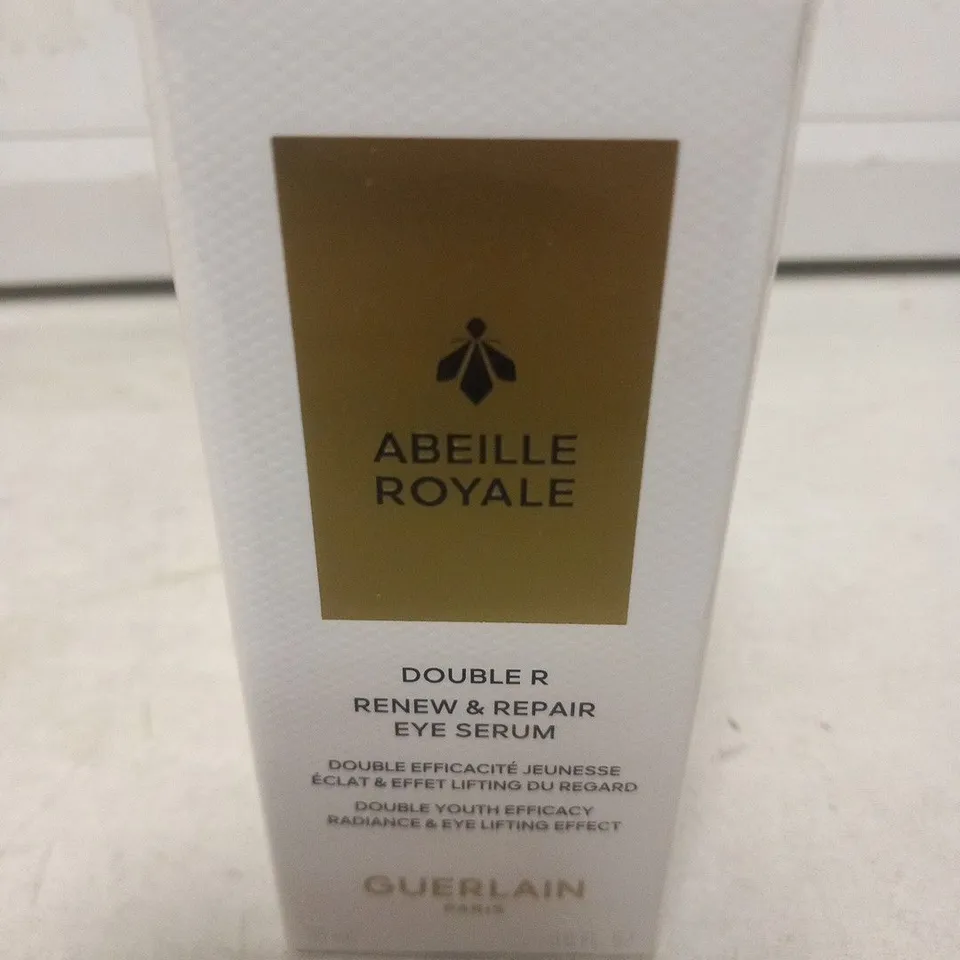 ABEILLE
ROYALE
DOUBLE R
RENEW & REPAIR
EYE SERUM
DOUBLE EFFICACITÉ JEUNESSE
ÉCLAT & EFFET LIFTING DU REGARD
DOUBLE YOUTH EFFICACY
RADIANCE & EYE LIFTING EFFECT
GUERLAIN
PARIS